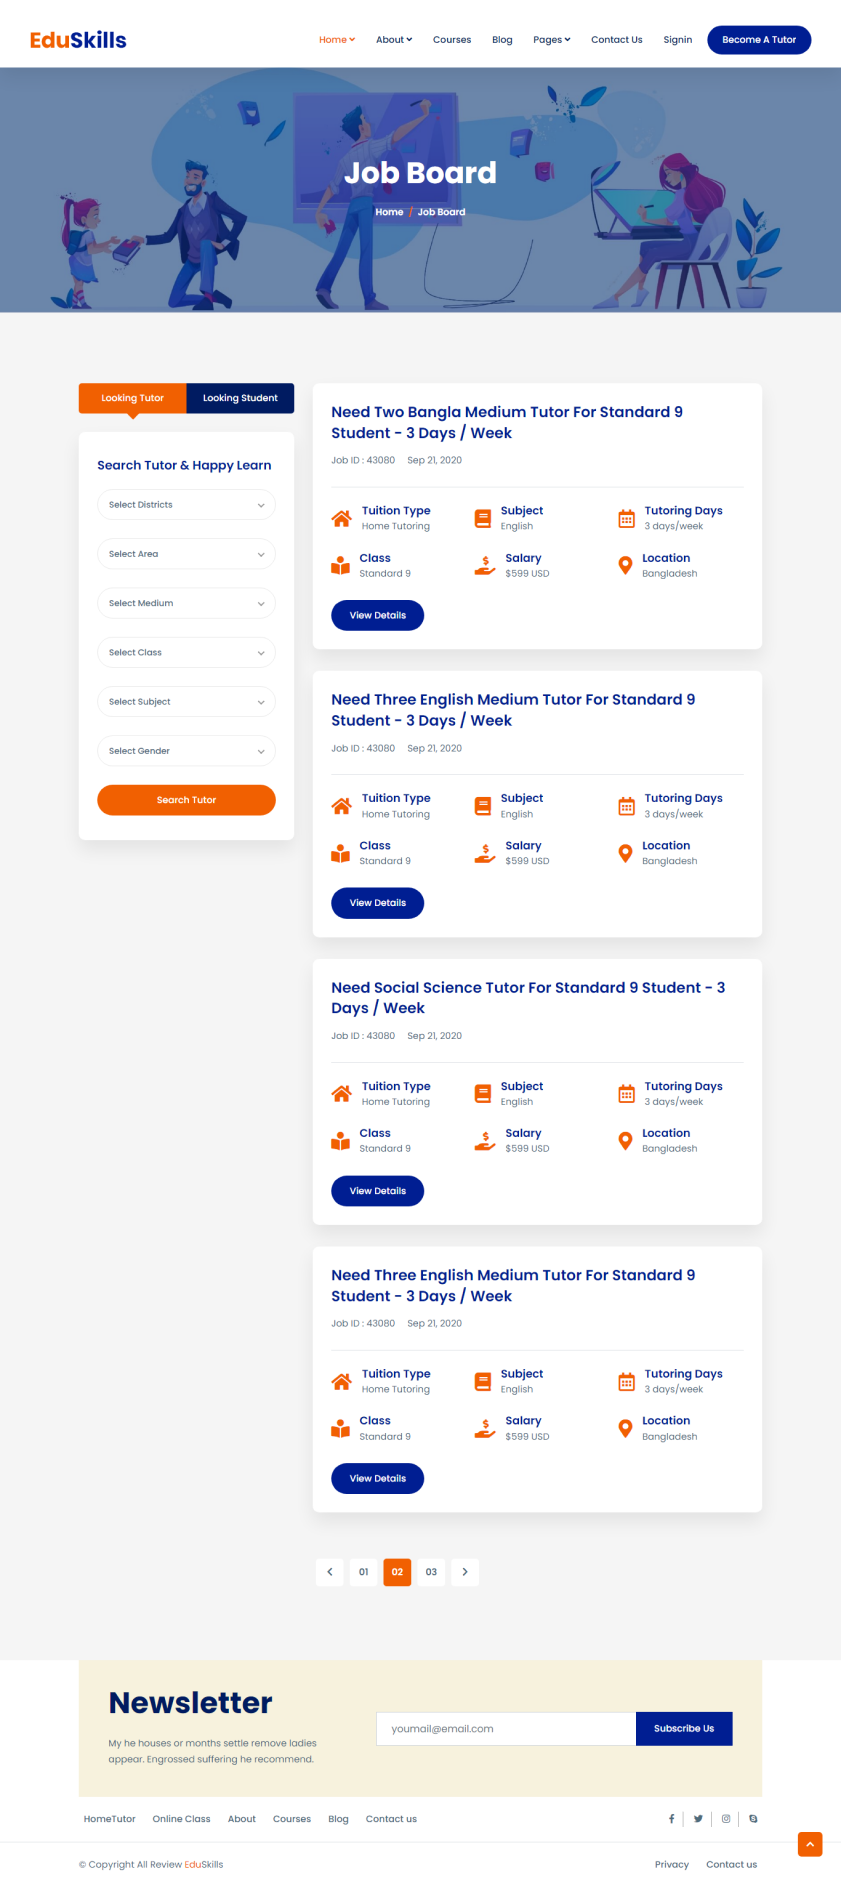 EduSkills
Home About Courses Blog Pages Contact Us Signin Become A Tutor
Job Board
Home / Job Board
Looking Tutor Looking Student
Search Tutor & Happy Learn
Select Districts
Select Area
Select Medium
Select Class
Select Subject
Select Gender
Search Tutor
Need Two Bangla Medium Tutor For Standard 9
Student - 3 Days / Week
Job ID : 43080 Sep 21, 2020
Tuition Type Subject Tutoring Days
Home Tutoring English 3 days/week
Class Salary Location
Standard 9 $599 USD Bangladesh
View Details
Need Three English Medium Tutor For Standard 9
Student - 3 Days / Week
Job ID : 43080 Sep 21, 2020
Tuition Type Subject Tutoring Days
Home Tutoring English 3 days/week
Class Salary Location
Standard 9 $599 USD Bangladesh
View Details
Need Social Science Tutor For Standard 9 Student - 3
Days / Week
Job ID : 43080 Sep 21, 2020
Tuition Type Subject Tutoring Days
Home Tutoring English 3 days/week
Class Salary Location
Standard 9 $599 USD Bangladesh
View Details
Need Three English Medium Tutor For Standard 9
Student - 3 Days / Week
Job ID : 43080 Sep 21, 2020
Tuition Type Subject Tutoring Days
Home Tutoring English 3 days/week
Class Salary Location
Standard 9 $599 USD Bangladesh
View Details
01 02 03
Newsletter
My he houses or months settle remove ladies
appear. Engrossed suffering he recommend.
youmail@email.com Subscribe Us
HomeTutor Online Class About Courses Blog Contact us
© Copyright All Review EduSkills Privacy Contact us